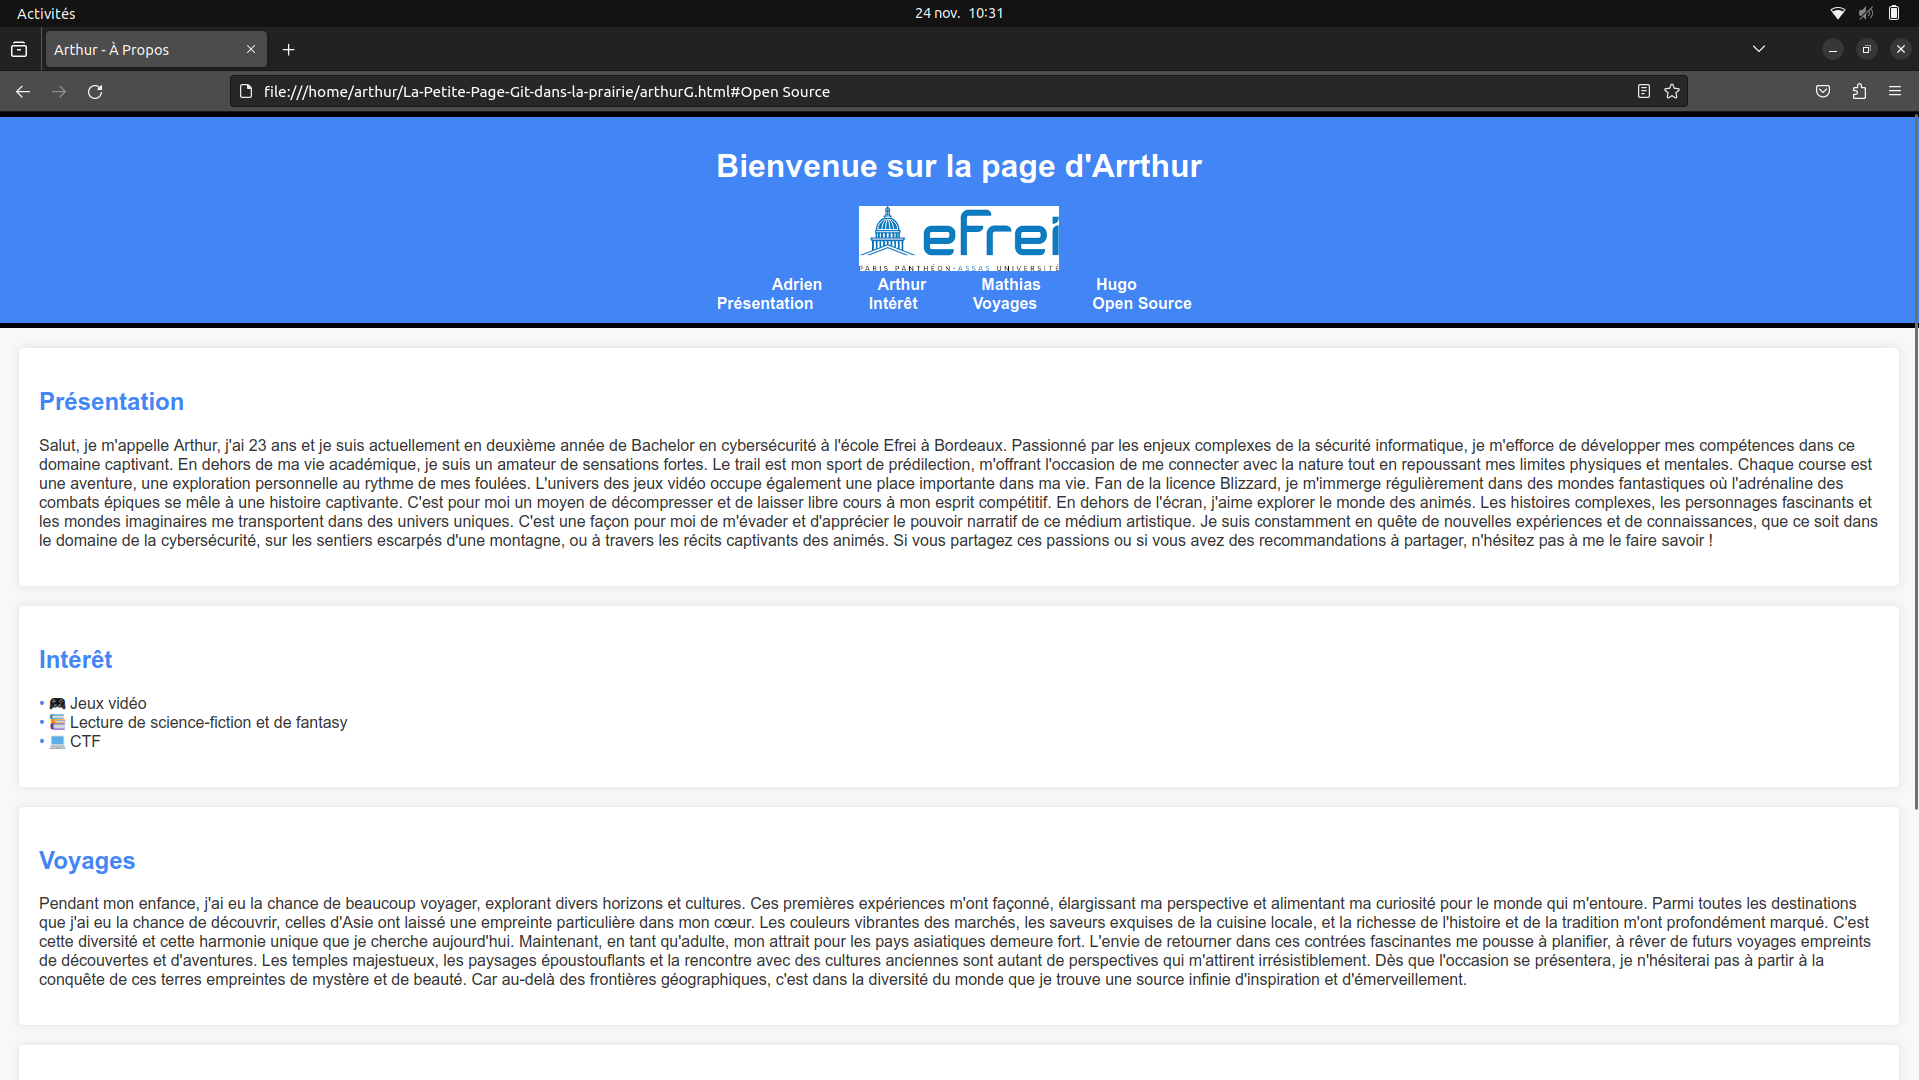 Activités
24 nov. 10:31
Arthur - À Propos
file:///home/arthur/La-Petite-Page-Git-dans-la-prairie/arthurG.html#Open Source
Bienvenue sur la page d'Arrthur
efrei
PARIS PANTHÉON-ASSAS UNIVERSITÉ
Adrien Arthur Mathias Hugo
Présentation Intérêt Voyages Open Source
Présentation
Salut, je m'appelle Arthur, j'ai 23 ans et je suis actuellement en deuxième année de Bachelor en cybersécurité à l'école Efrei à Bordeaux. Passionné par les enjeux complexes de la sécurité informatique, je m'efforce de développer mes compétences dans ce
domaine captivant. En dehors de ma vie académique, je suis un amateur de sensations fortes. Le trail est mon sport de prédilection, m'offrant l'occasion de me connecter avec la nature tout en repoussant mes limites physiques et mentales. Chaque course est
une aventure, une exploration personnelle au rythme de mes foulées. L'univers des jeux vidéo occupe également une place importante dans ma vie. Fan de la licence Blizzard, je m'immerge régulièrement dans des mondes fantastiques où l'adrénaline des
combats épiques se mêle à une histoire captivante. C'est pour moi un moyen de décompresser et de laisser libre cours à mon esprit compétitif. En dehors de l'écran, j'aime explorer le monde des animés. Les histoires complexes, les personnages fascinants et
les mondes imaginaires me transportent dans des univers uniques. C'est une façon pour moi de m'évader et d'apprécier le pouvoir narratif de ce médium artistique. Je suis constamment en quête de nouvelles expériences et de connaissances, que ce soit dans
le domaine de la cybersécurité, sur les sentiers escarpés d'une montagne, ou à travers les récits captivants des animés. Si vous partagez ces passions ou si vous avez des recommandations à partager, n'hésitez pas à me le faire savoir !
Intérêt
• 🎮 Jeux vidéo
• 📚 Lecture de science-fiction et de fantasy
• 💻 CTF
Voyages
Pendant mon enfance, j'ai eu la chance de beaucoup voyager, explorant divers horizons et cultures. Ces premières expériences m'ont façonné, élargissant ma perspective et alimentant ma curiosité pour le monde qui m'entoure. Parmi toutes les destinations
que j'ai eu la chance de découvrir, celles d'Asie ont laissé une empreinte particulière dans mon cœur. Les couleurs vibrantes des marchés, les saveurs exquises de la cuisine locale, et la richesse de l'histoire et de la tradition m'ont profondément marqué. C'est
cette diversité et cette harmonie unique que je cherche aujourd'hui. Maintenant, en tant qu'adulte, mon attrait pour les pays asiatiques demeure fort. L'envie de retourner dans ces contrées fascinantes me pousse à planifier, à rêver de futurs voyages empreints
de découvertes et d'aventures. Les temples majestueux, les paysages époustouflants et la rencontre avec des cultures anciennes sont autant de perspectives qui m'attirent irrésistiblement. Dès que l'occasion se présentera, je n'hésiterai pas à partir à la
conquête de ces terres empreintes de mystère et de beauté. Car au-delà des frontières géographiques, c'est dans la diversité du monde que je trouve une source infinie d'inspiration et d'émerveillement.